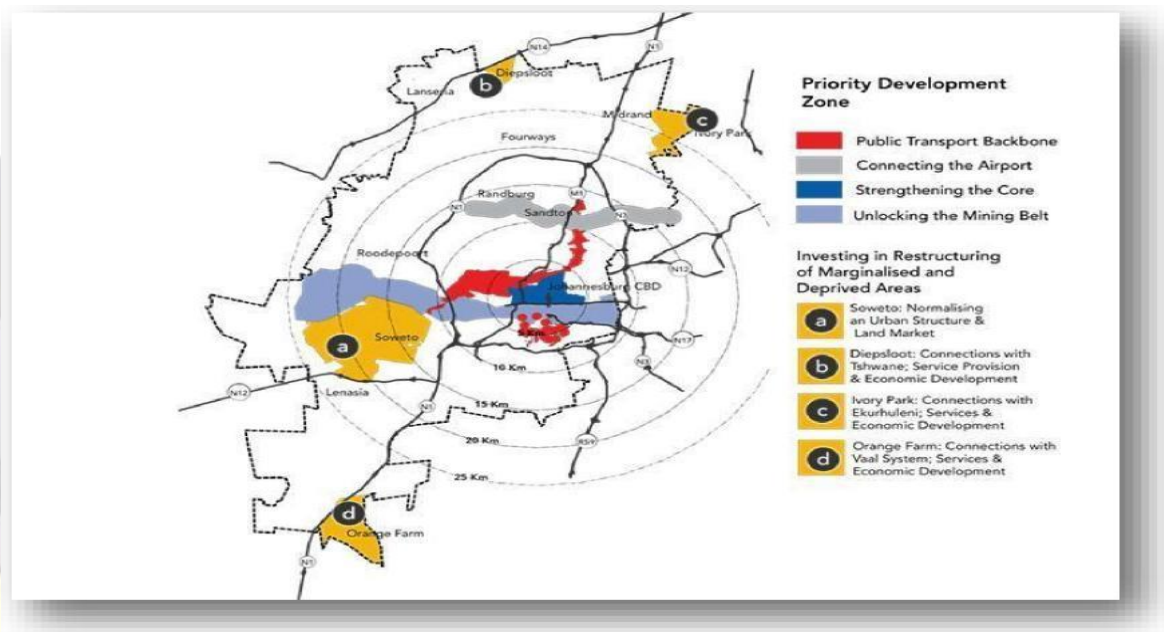 N14
N1
Diepsloot
b
Lanseria
Midrand
c
Ivory Park
Fourways
Randburg
M1
N1
Sandton
N3
Roodepoort
N12
Johannesburg CBD
a
Soweto
5 Km
N17
10 Km
N3
N12
Lenasia
N1
15 Km
20 Km
R59
25 Km
d
Orange Farm
N1
Priority Development
Zone
Public Transport Backbone
Connecting the Airport
Strengthening the Core
Unlocking the Mining Belt
Investing in Restructuring
of Marginalised and
Deprived Areas
a
Soweto: Normalising
an Urban Structure &
Land Market
b
Diepsloot: Connections with
Tshwane; Service Provision
& Economic Development
c
Ivory Park: Connections with
Ekurhuleni; Services &
Economic Development
d
Orange Farm: Connections with
Vaal System; Services &
Economic Development